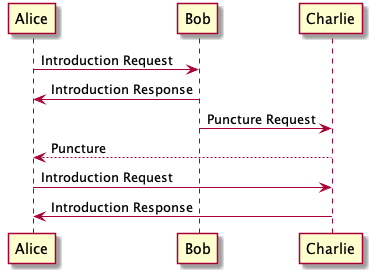 Alice Bob Charlie
Introduction Request
Introduction Response
Puncture Request
Puncture
Introduction Request
Introduction Response
Alice Bob Charlie